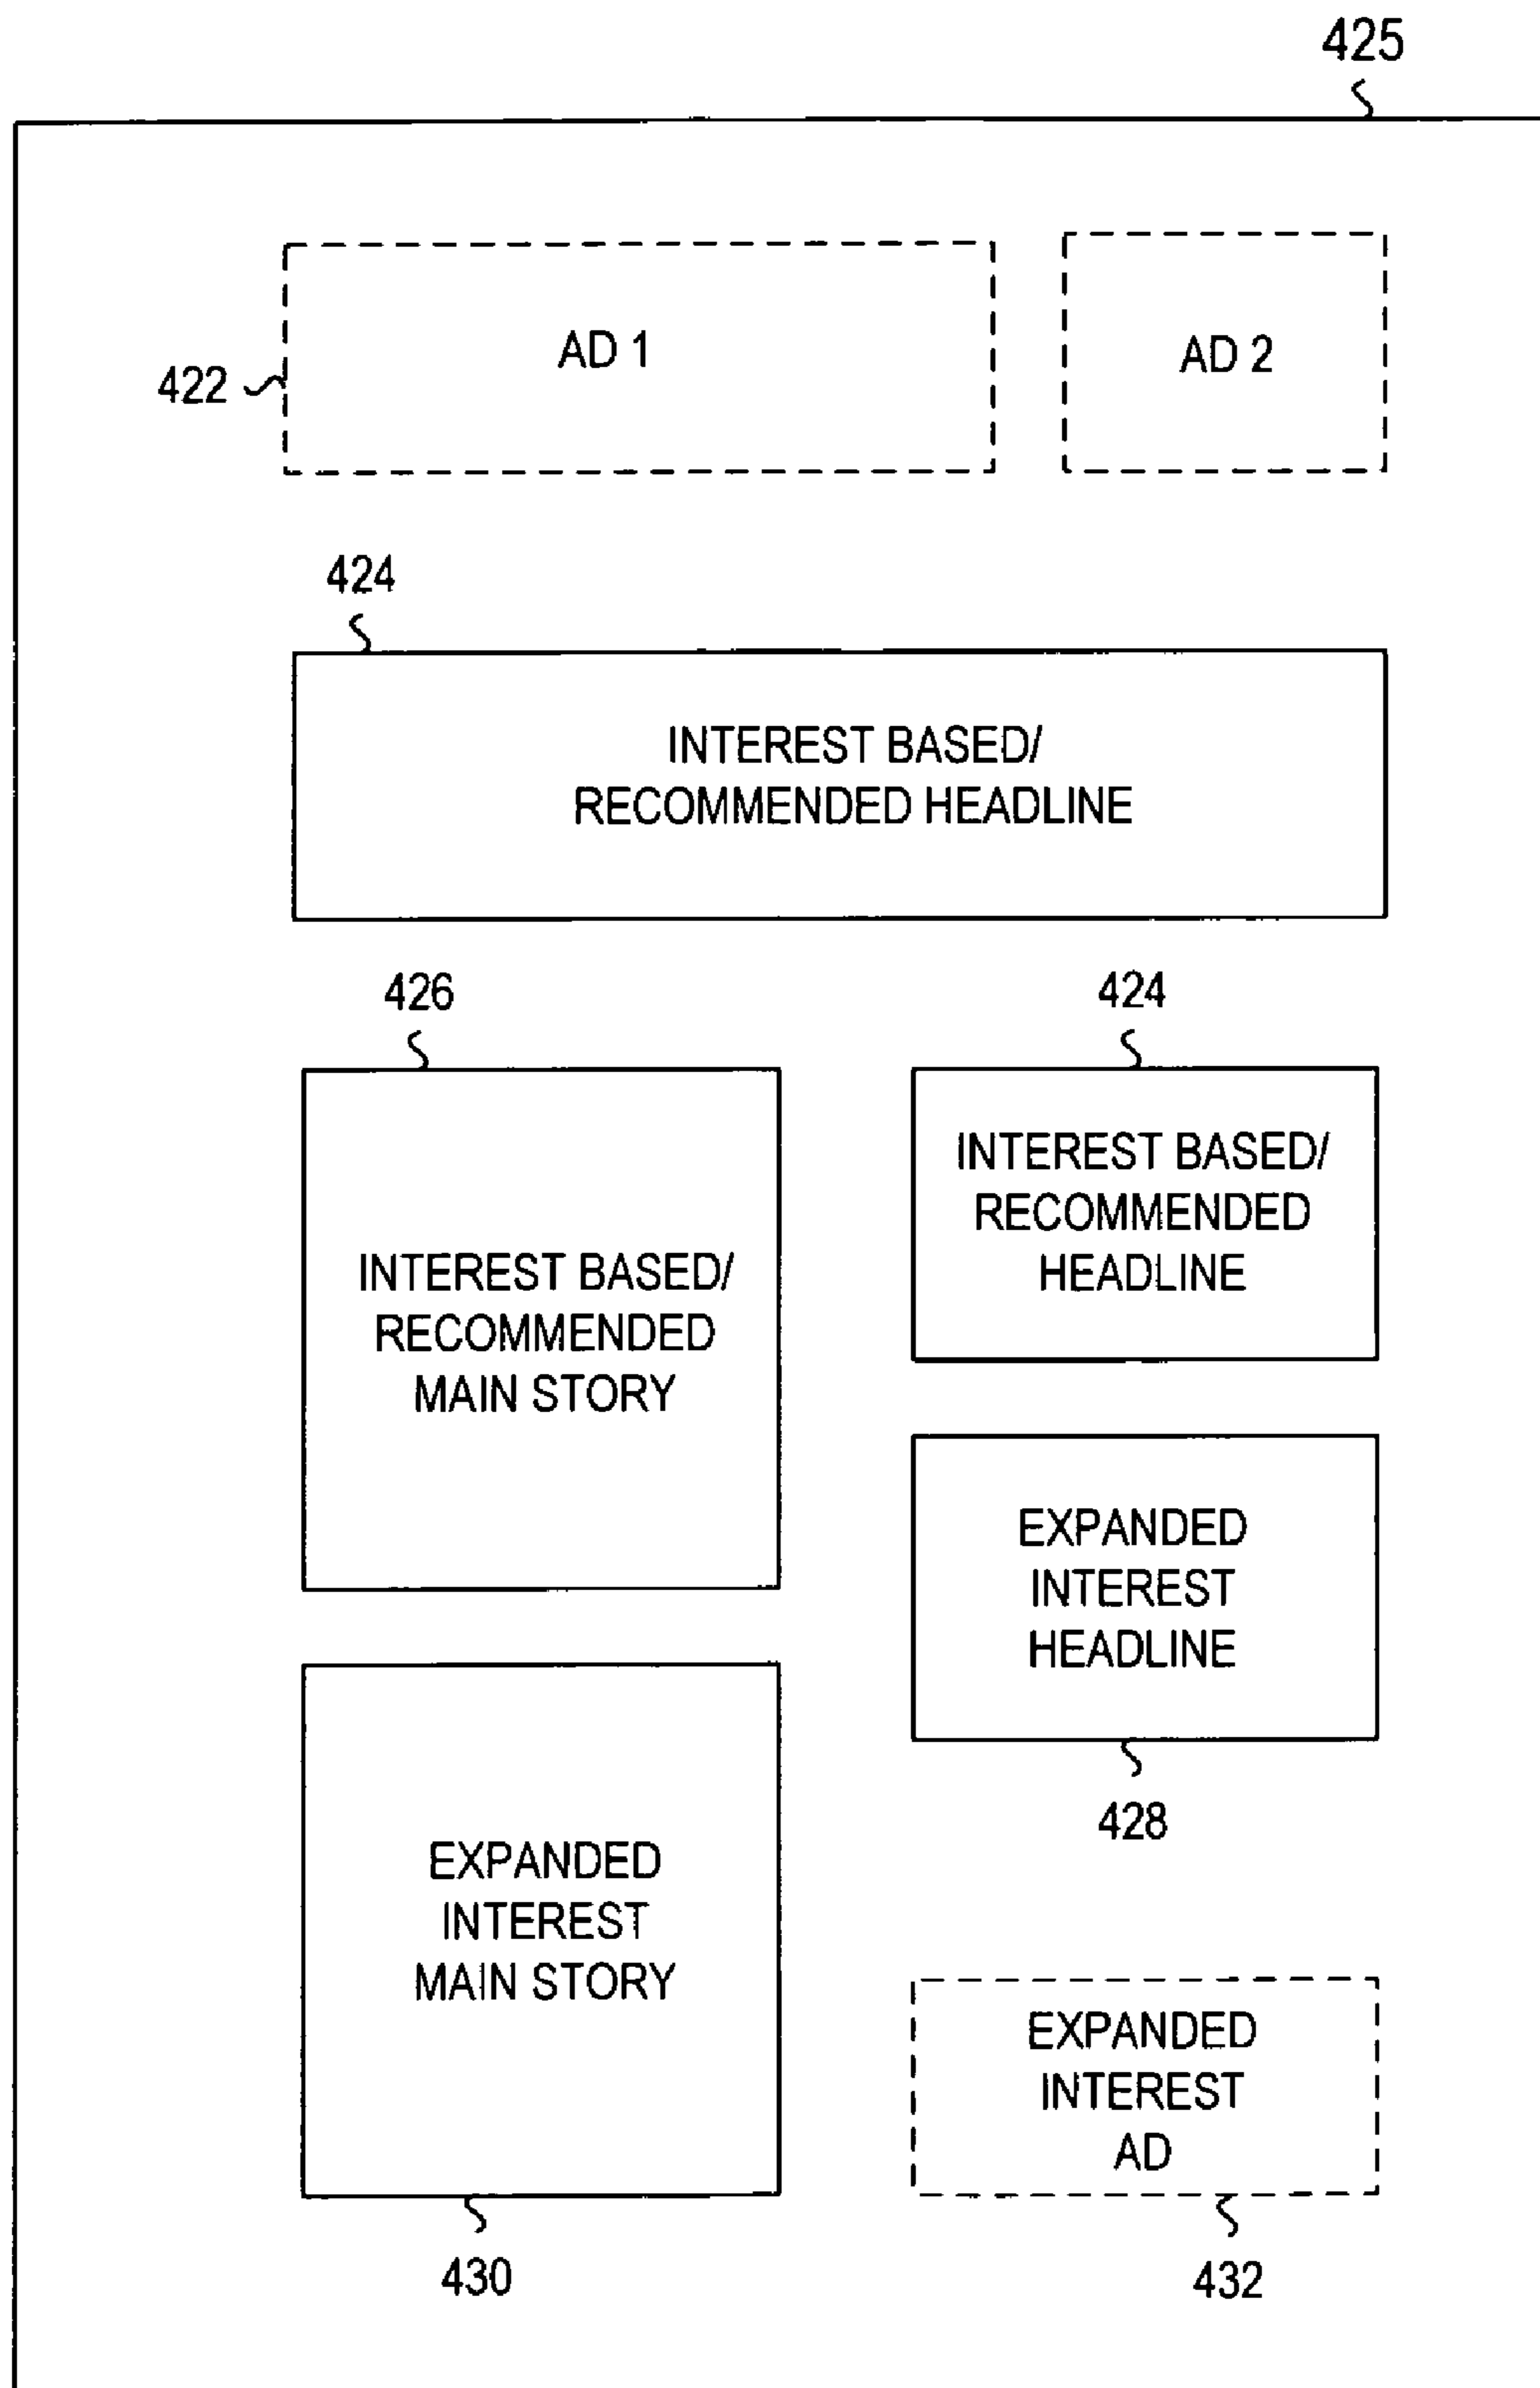 425
AD 1
AD 2
422
424
INTEREST BASED/
RECOMMENDED HEADLINE
426
INTEREST BASED/
RECOMMENDED
MAIN STORY
424
INTEREST BASED/
RECOMMENDED
HEADLINE
EXPANDED
INTEREST
HEADLINE
428
EXPANDED
INTEREST
MAIN STORY
430
EXPANDED
INTEREST
AD
432